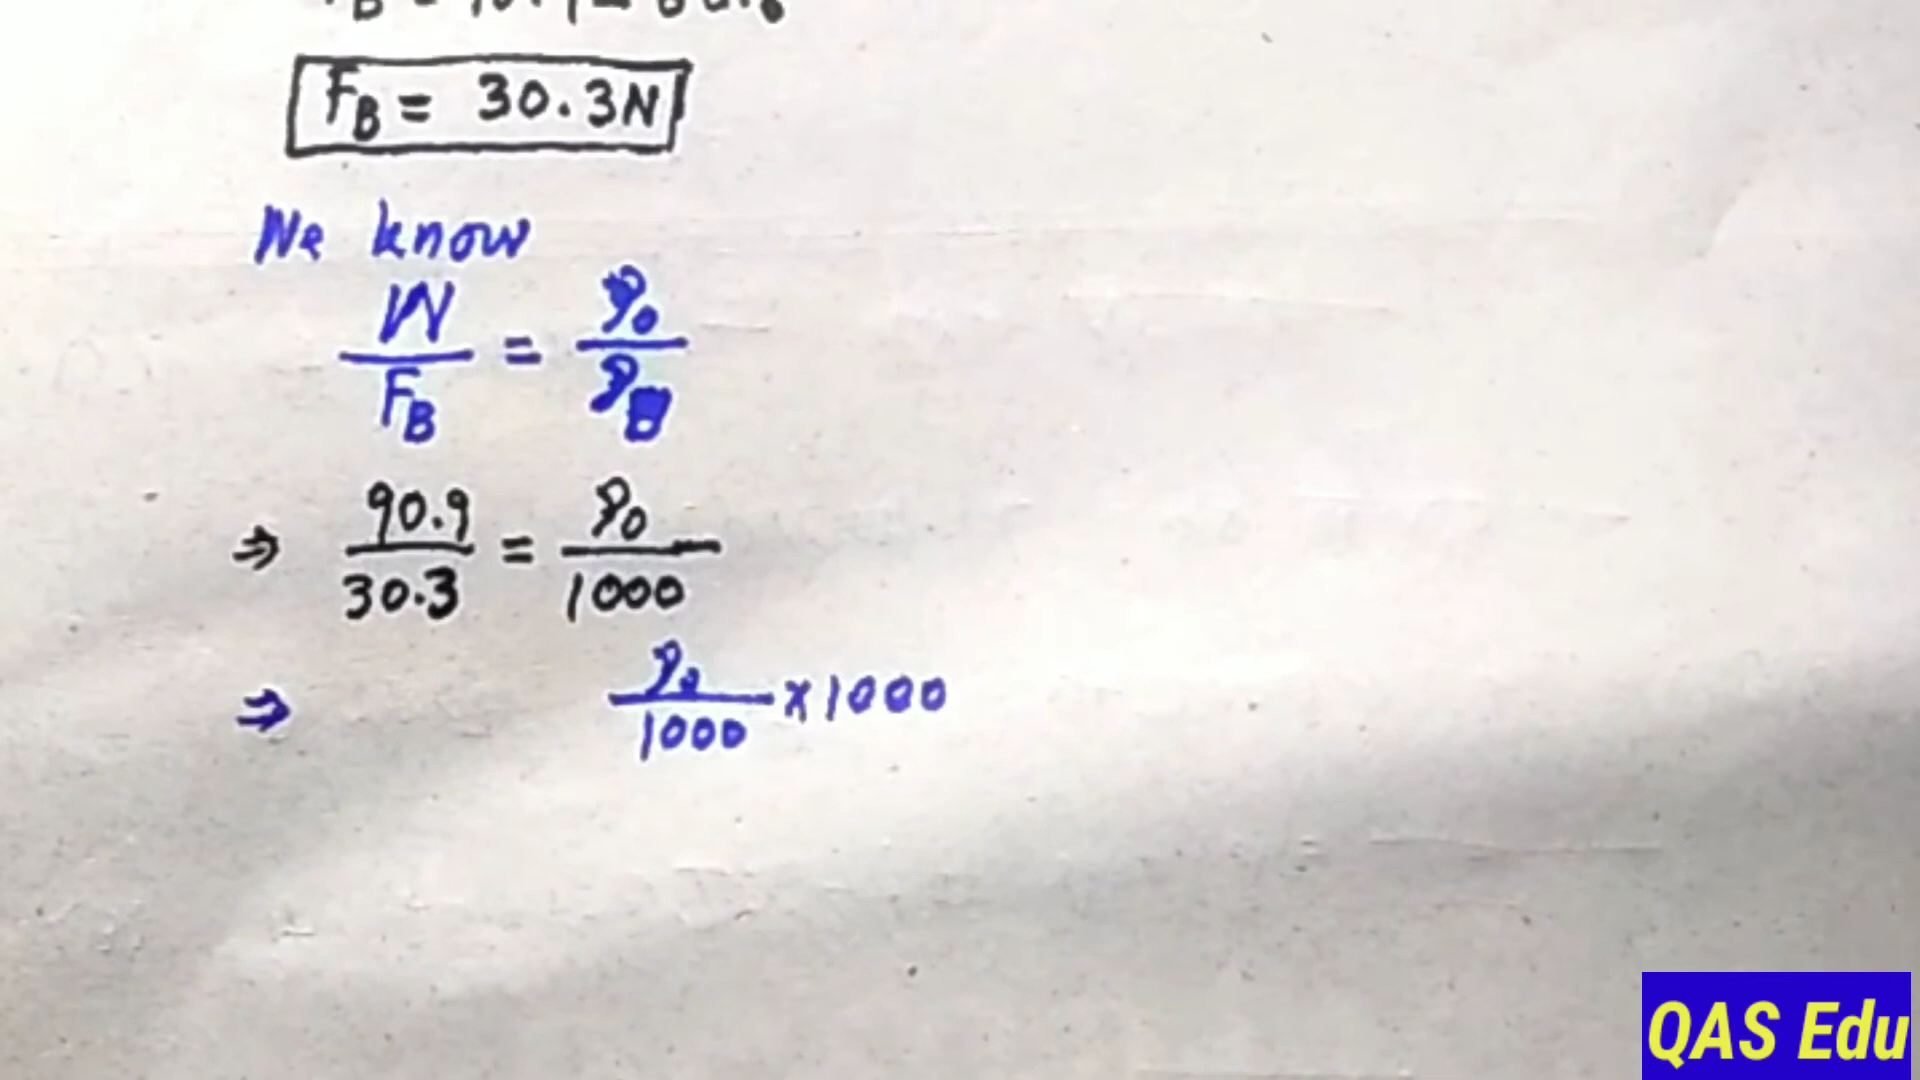 F_B = 30.3N
We know
W/F_B = ρ₀/ρ_B
⇒ 90.9/30.3 = ρ₀/1000
⇒ ρ₀/1000 × 1000
QAS Edu